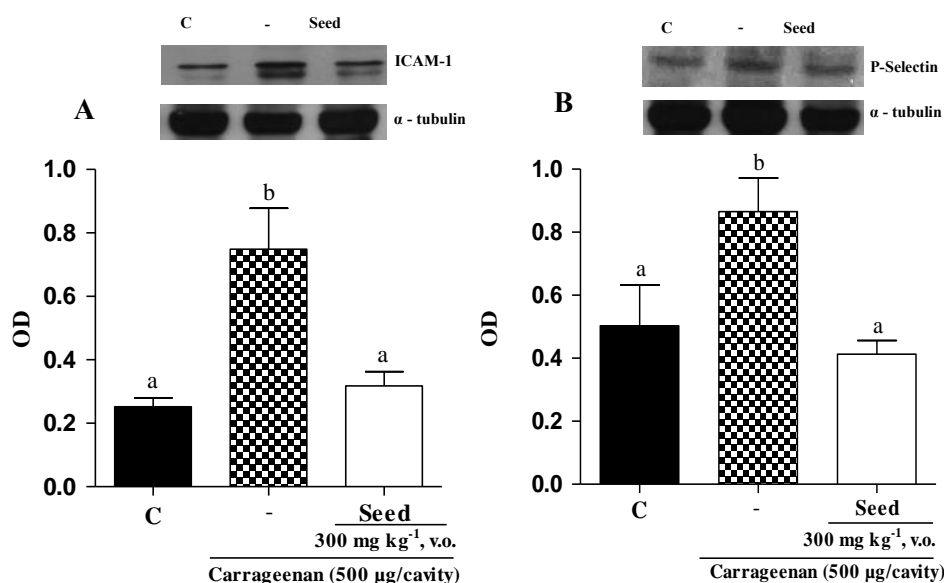 C - Seed
ICAM-1
A
α - tubulin
1.0
b
0.8
0.6
OD
0.4
a
a
0.2
0.0
C
-
Seed
300 mg kg⁻¹, v.o.
Carrageenan (500 µg/cavity)
C - Seed
P-Selectin
B
α - tubulin
1.0
b
0.8
a
0.6
OD
a
0.4
0.2
0.0
C
-
Seed
300 mg kg⁻¹, v.o.
Carrageenan (500 µg/cavity)